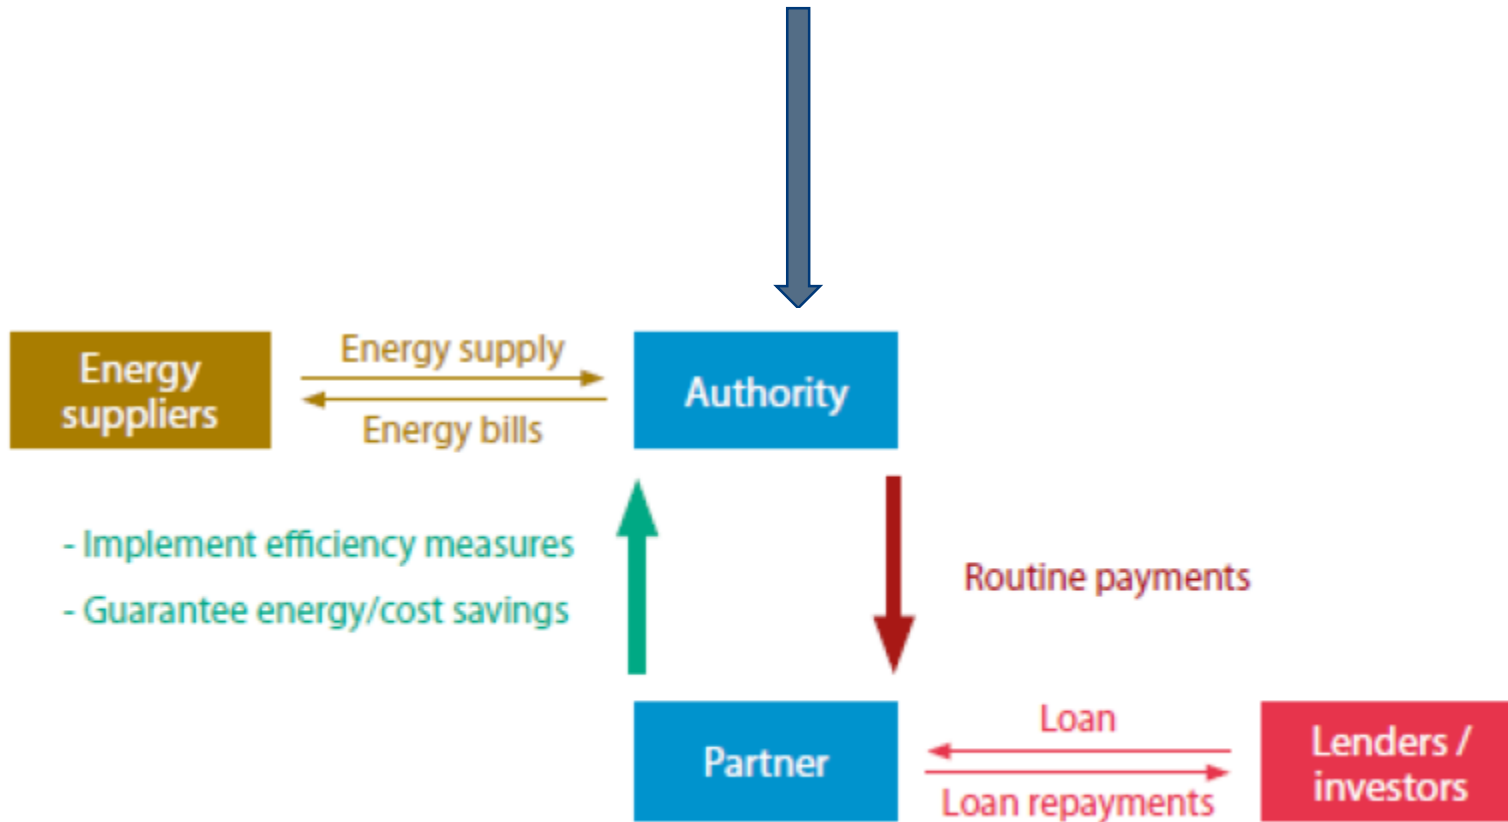 Energy
suppliers
Energy supply
Energy bills
Authority
- Implement efficiency measures
- Guarantee energy/cost savings
Routine payments
Partner
Loan
Loan repayments
Lenders /
investors